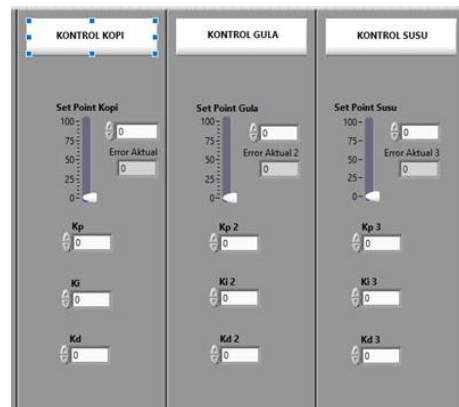 KONTROL KOPI
KONTROL GULA
KONTROL SUSU
Set Point Kopi
100
75
50
25
0
0
Error Aktual
0
Kp
0
Ki
0
Kd
0
Set Point Gula
100
75
50
25
0
0
Error Aktual 2
0
Kp 2
0
Ki 2
0
Kd 2
0
Set Point Susu
100
75
50
25
0
0
Error Aktual 3
0
Kp 3
0
Ki 3
0
Kd 3
0